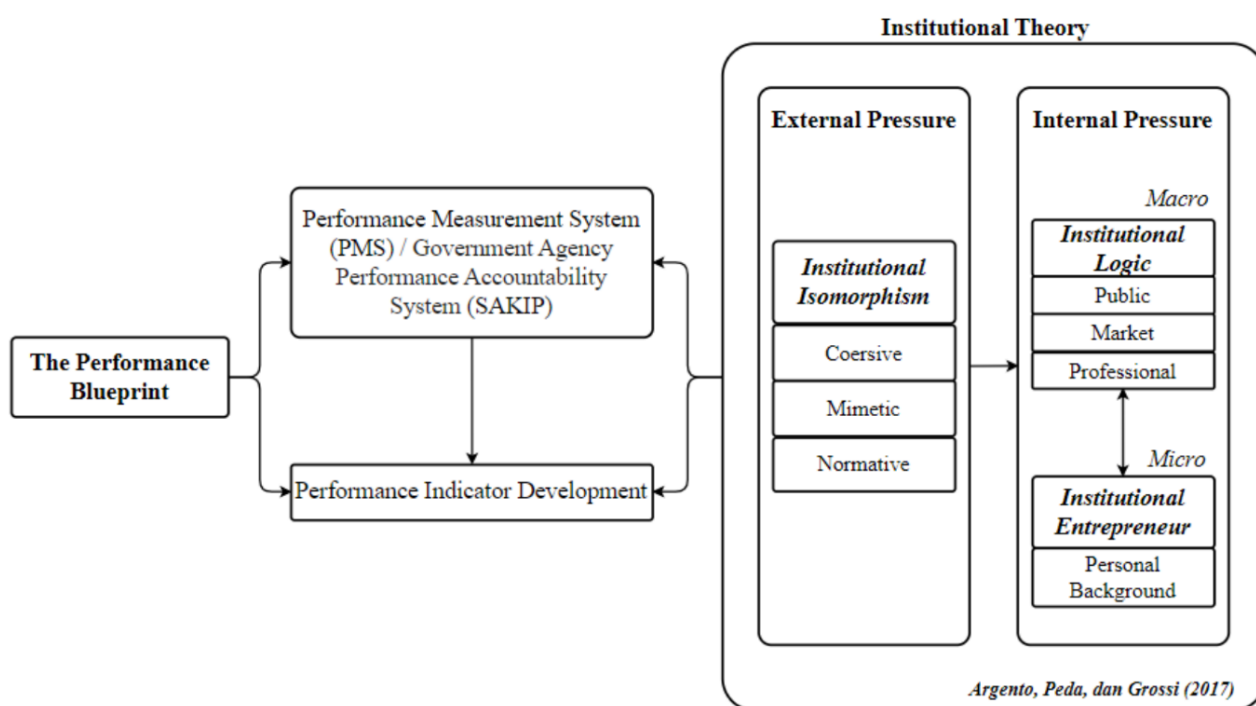 Institutional Theory
External Pressure
Internal Pressure
Macro
Institutional
Logic
Public
Market
Professional
Institutional
Isomorphism
Coersive
Mimetic
Normative
Micro
Institutional
Entrepreneur
Personal
Background
Performance Measurement System
(PMS) / Government Agency
Performance Accountability
System (SAKIP)
The Performance
Blueprint
Performance Indicator Development
Argento, Peda, dan Grossi (2017)